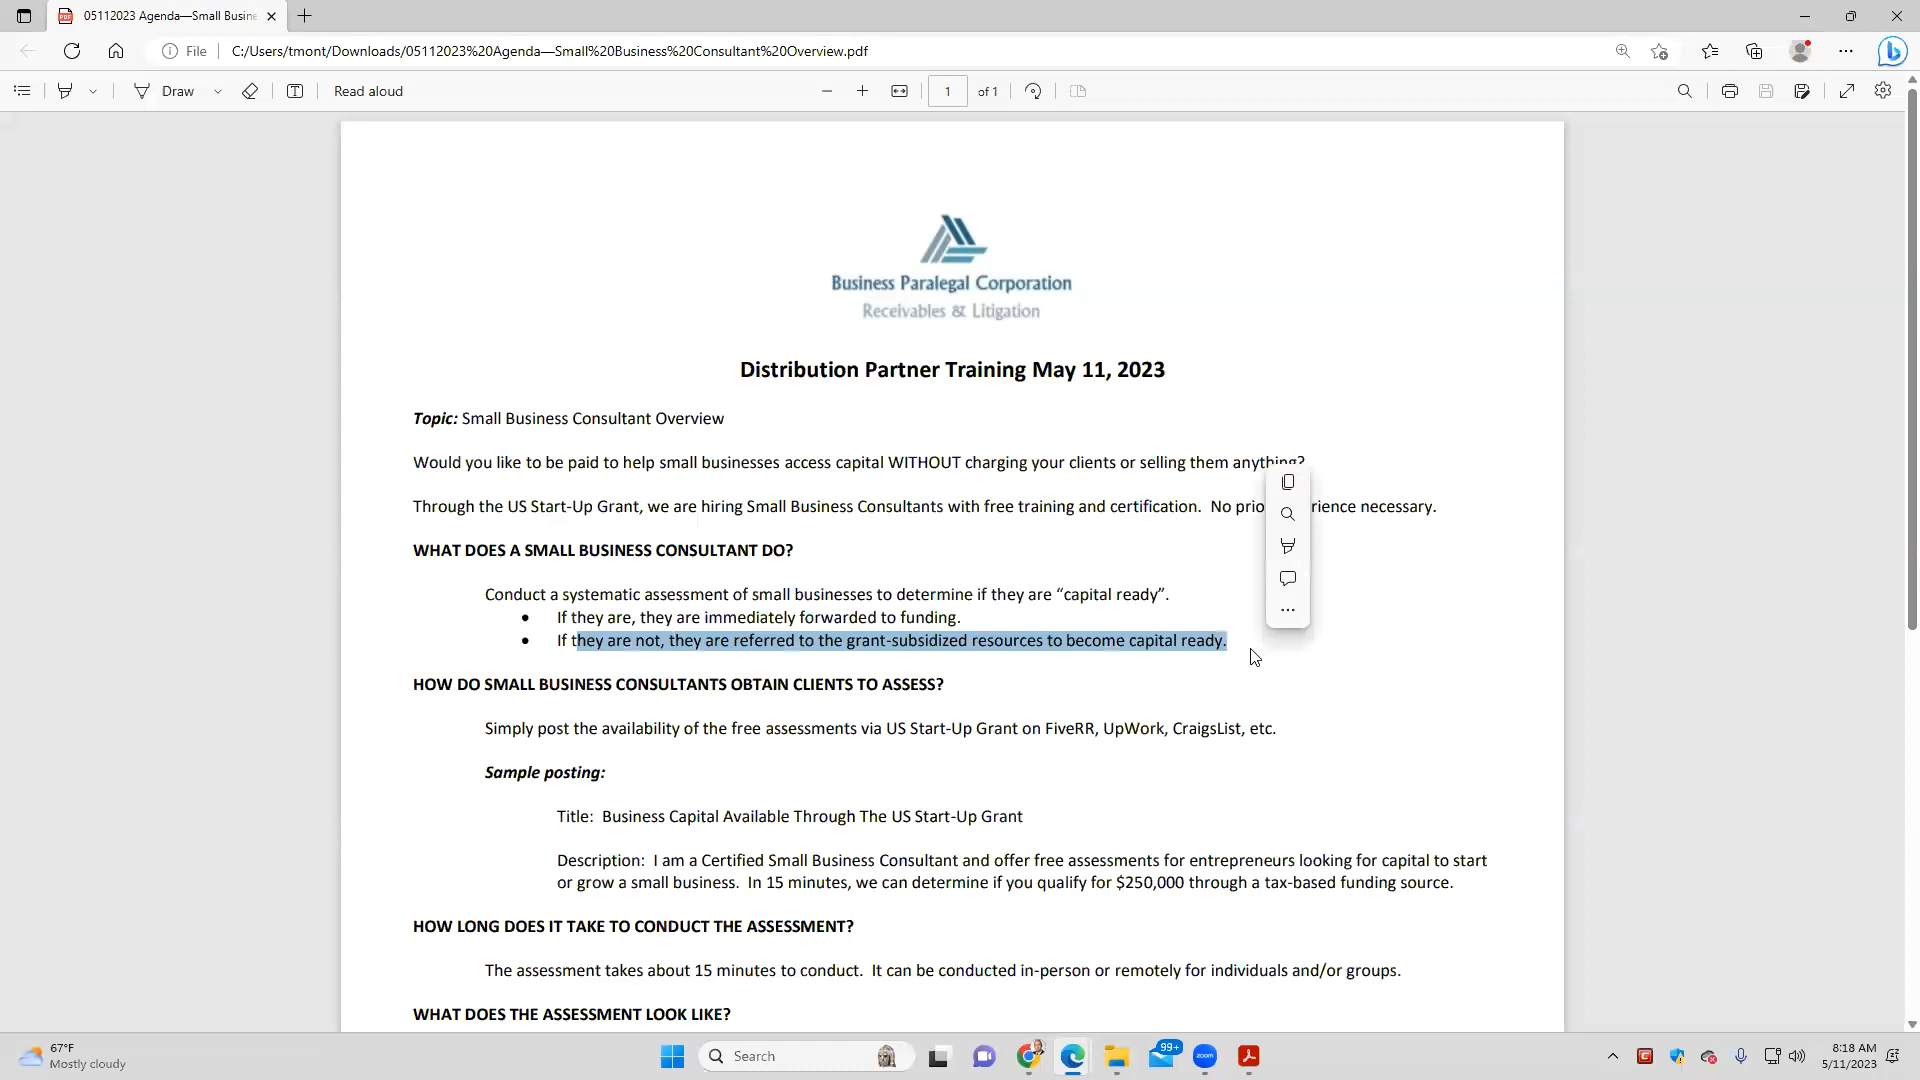 05112023 Agenda—Small Busine
File
C:/Users/tmont/Downloads/05112023%20Agenda—Small%20Business%20Consultant%20Overview.pdf
Draw
Read aloud
1 of 1
Business Paralegal Corporation
Receivables & Litigation
Distribution Partner Training May 11, 2023
Topic: Small Business Consultant Overview
Would you like to be paid to help small businesses access capital WITHOUT charging your clients or selling them anything?
Through the US Start-Up Grant, we are hiring Small Business Consultants with free training and certification. No prio rience necessary.
WHAT DOES A SMALL BUSINESS CONSULTANT DO?
Conduct a systematic assessment of small businesses to determine if they are “capital ready”.
• If they are, they are immediately forwarded to funding.
• If they are not, they are referred to the grant-subsidized resources to become capital ready.
HOW DO SMALL BUSINESS CONSULTANTS OBTAIN CLIENTS TO ASSESS?
Simply post the availability of the free assessments via US Start-Up Grant on FiveRR, UpWork, CraigsList, etc.
Sample posting:
Title: Business Capital Available Through The US Start-Up Grant
Description: I am a Certified Small Business Consultant and offer free assessments for entrepreneurs looking for capital to start
or grow a small business. In 15 minutes, we can determine if you qualify for $250,000 through a tax-based funding source.
HOW LONG DOES IT TAKE TO CONDUCT THE ASSESSMENT?
The assessment takes about 15 minutes to conduct. It can be conducted in-person or remotely for individuals and/or groups.
WHAT DOES THE ASSESSMENT LOOK LIKE?
67°F
Mostly cloudy
Search
99+
zoom
8:18 AM
5/11/2023